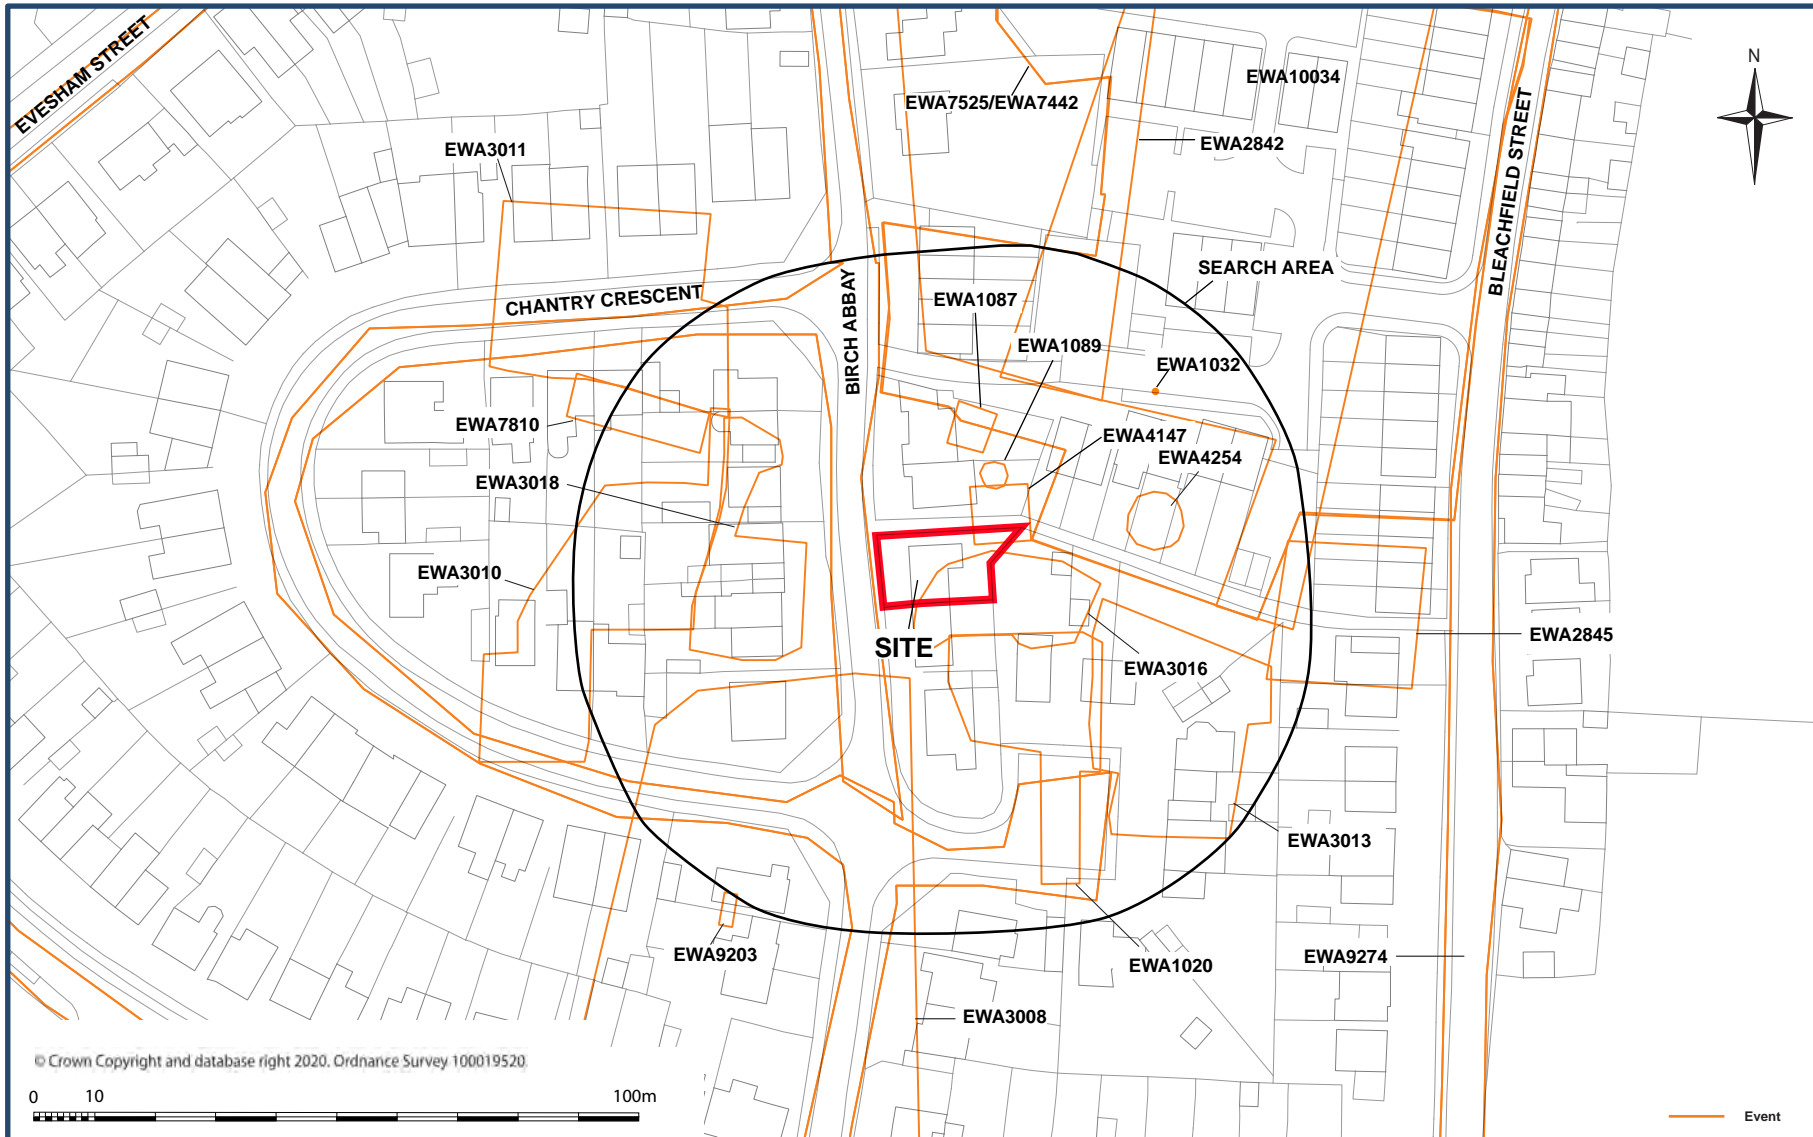 EVESHAM STREET
N
EWA10034
EWA7525/EWA7442
EWA2842
EWA3011
BLEACHFIELD STREET
SEARCH AREA
CHANTRY CRESCENT
BIRCH ABBAY
EWA1087
EWA1089
EWA1032
EWA7810
EWA4147
EWA4254
EWA3018
EWA3010
SITE
EWA2845
EWA3016
EWA3013
EWA9203
EWA1020
EWA9274
EWA3008
© Crown Copyright and database right 2020. Ordnance Survey 100019520
0 10 100m
Event